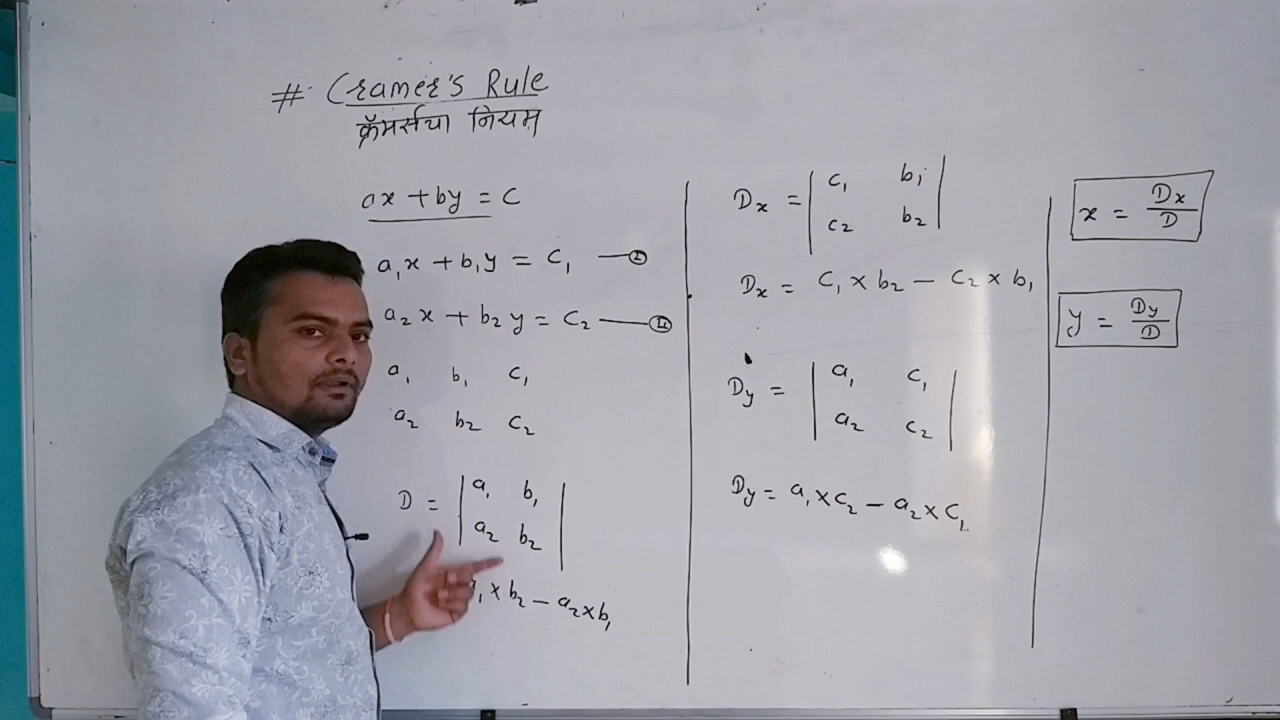 # Cramer's Rule
क्रॅमर्सचा नियम
ax + by = c
a₁x + b₁y = c₁ —Ⓘ
a₂x + b₂y = c₂ —Ⓘ Ⓘ
a₁ b₁ c₁
a₂ b₂ c₂
D = | a₁ b₁ |
| a₂ b₂ |
a₁ × b₂ − a₂ × b₁
Dx = | c₁ b₁ |
| c₂ b₂ |
Dx = c₁ × b₂ − c₂ × b₁
Dy = | a₁ c₁ |
| a₂ c₂ |
Dy = a₁ × c₂ − a₂ × c₁
x = Dx/D
y = Dy/D